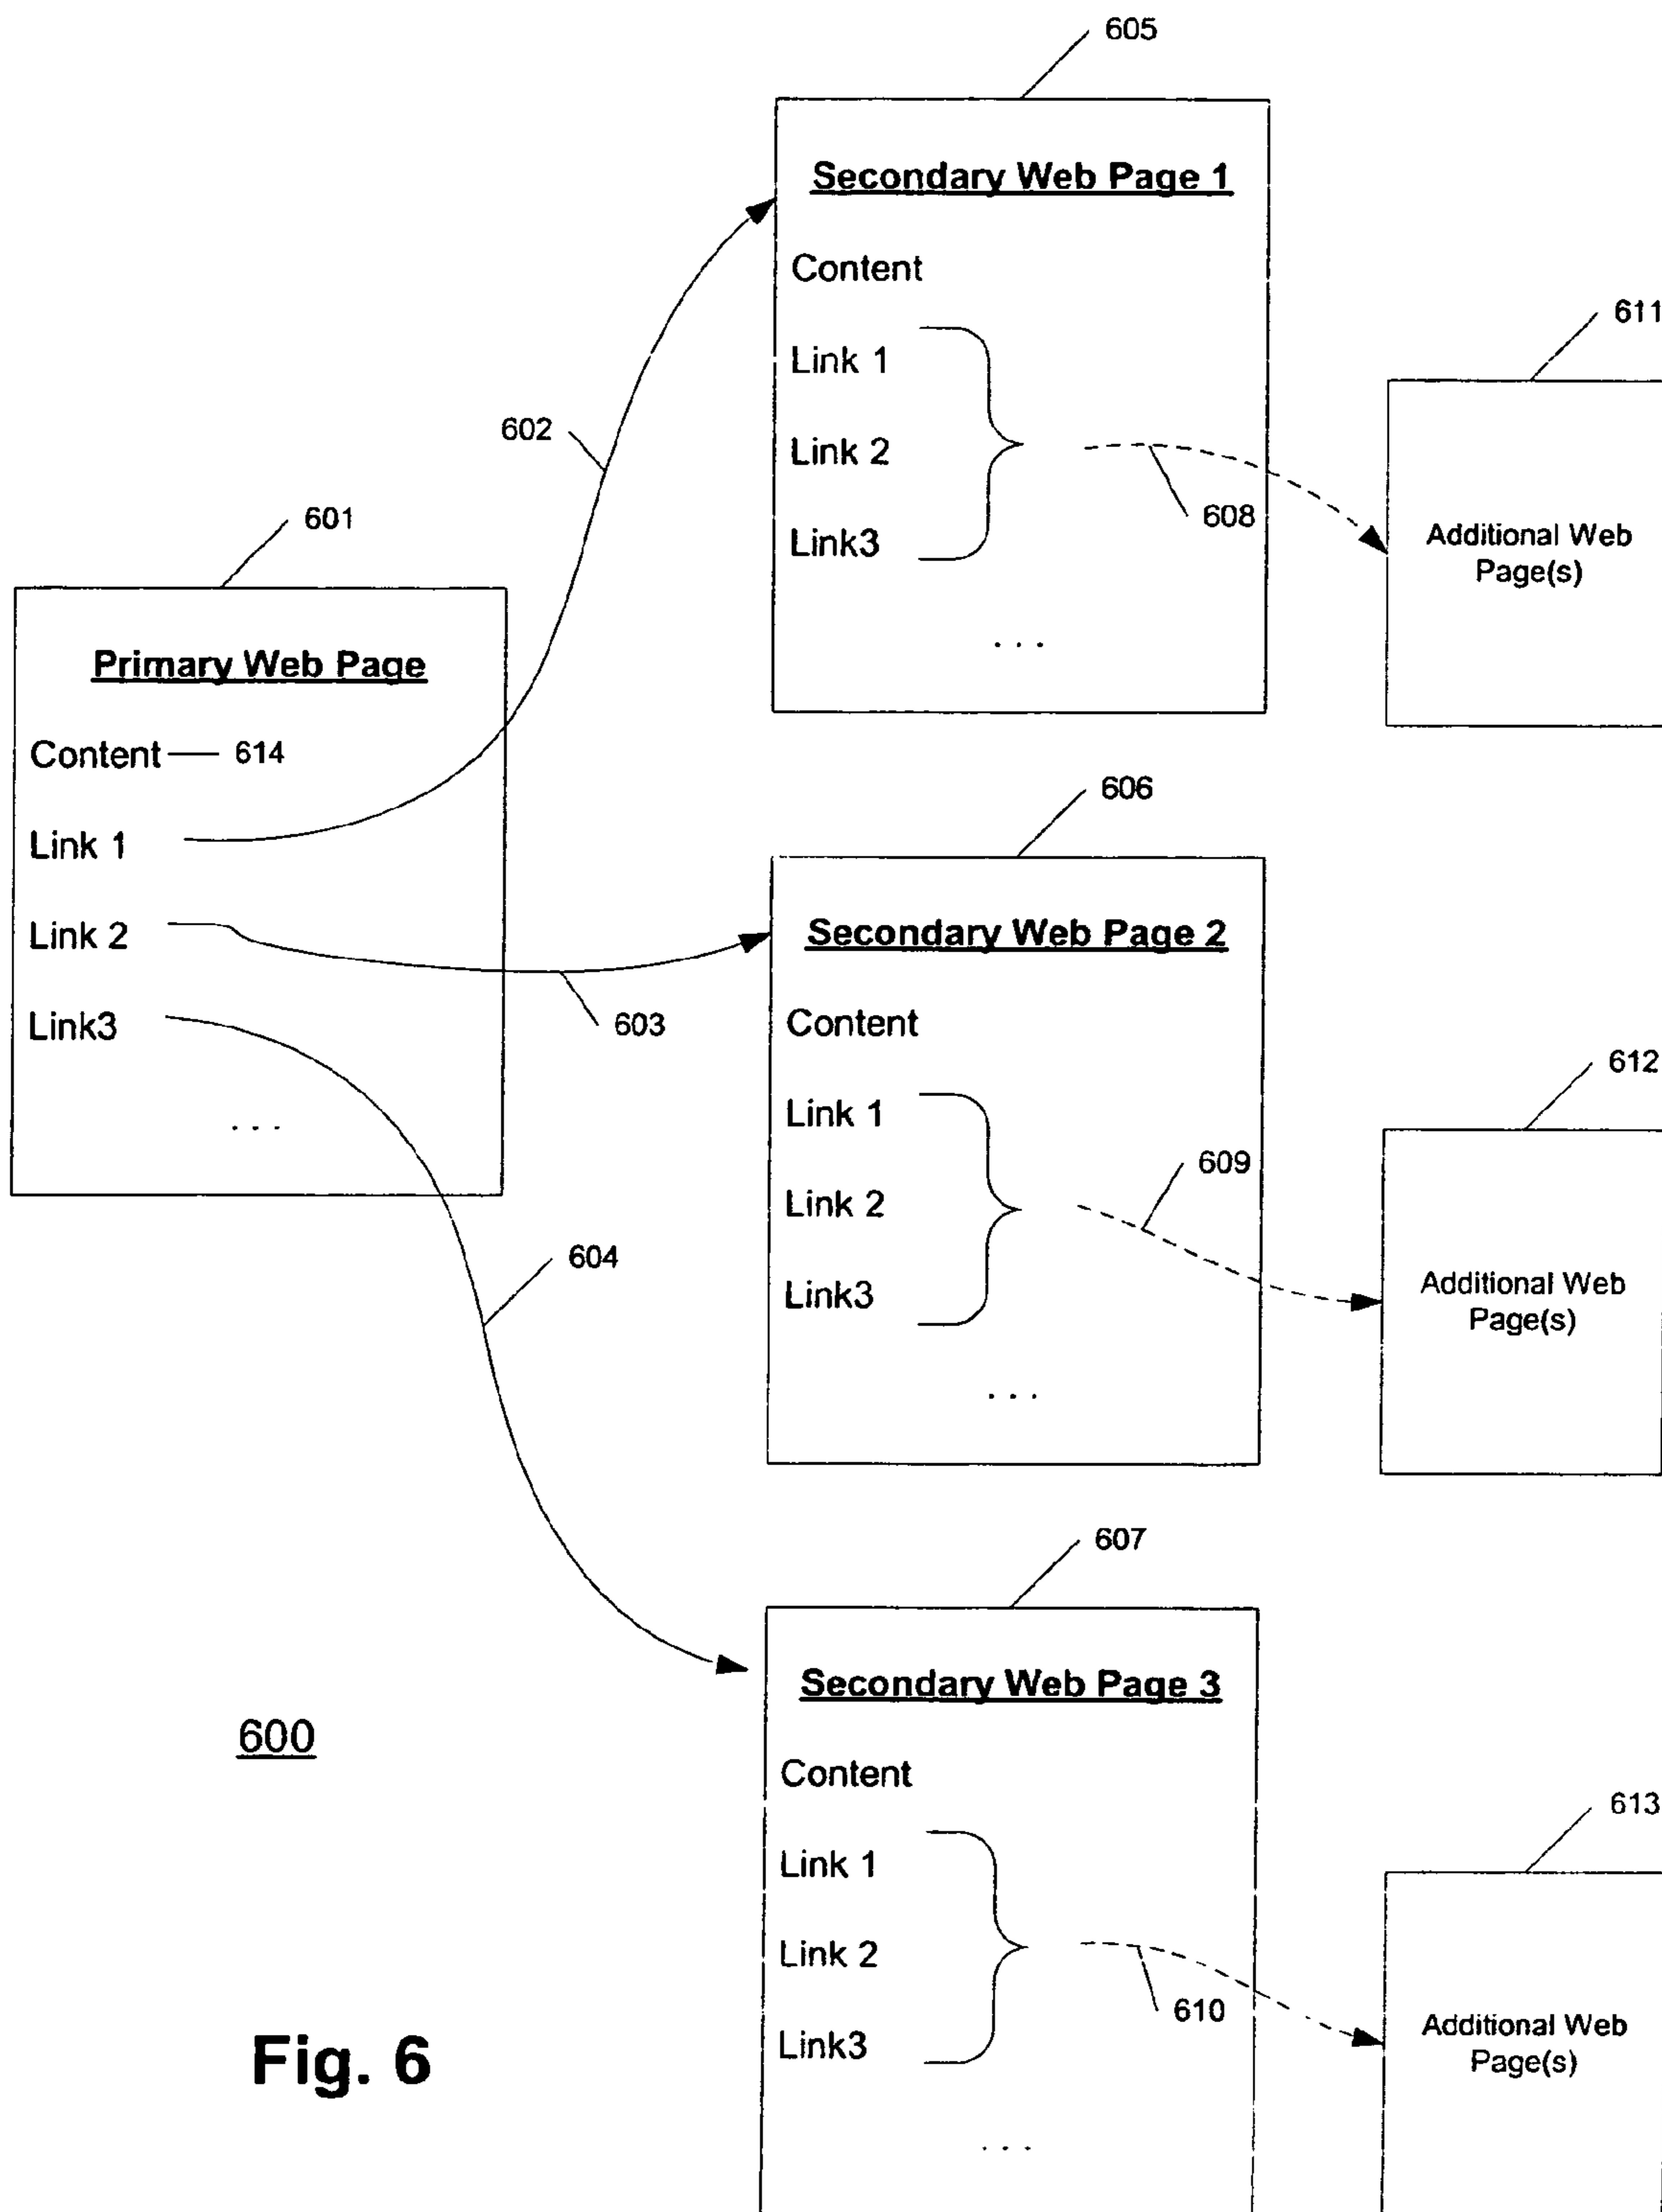 605
Secondary Web Page 1
Content
Link 1
Link 2
Link3
. . .
602
608
611
Additional Web
Page(s)
601
Primary Web Page
Content 614
Link 1
Link 2
Link3
. . .
603
604
606
Secondary Web Page 2
Content
Link 1
Link 2
Link3
. . .
609
612
Additional Web
Page(s)
607
Secondary Web Page 3
Content
Link 1
Link 2
Link3
. . .
610
613
Additional Web
Page(s)
600
Fig. 6